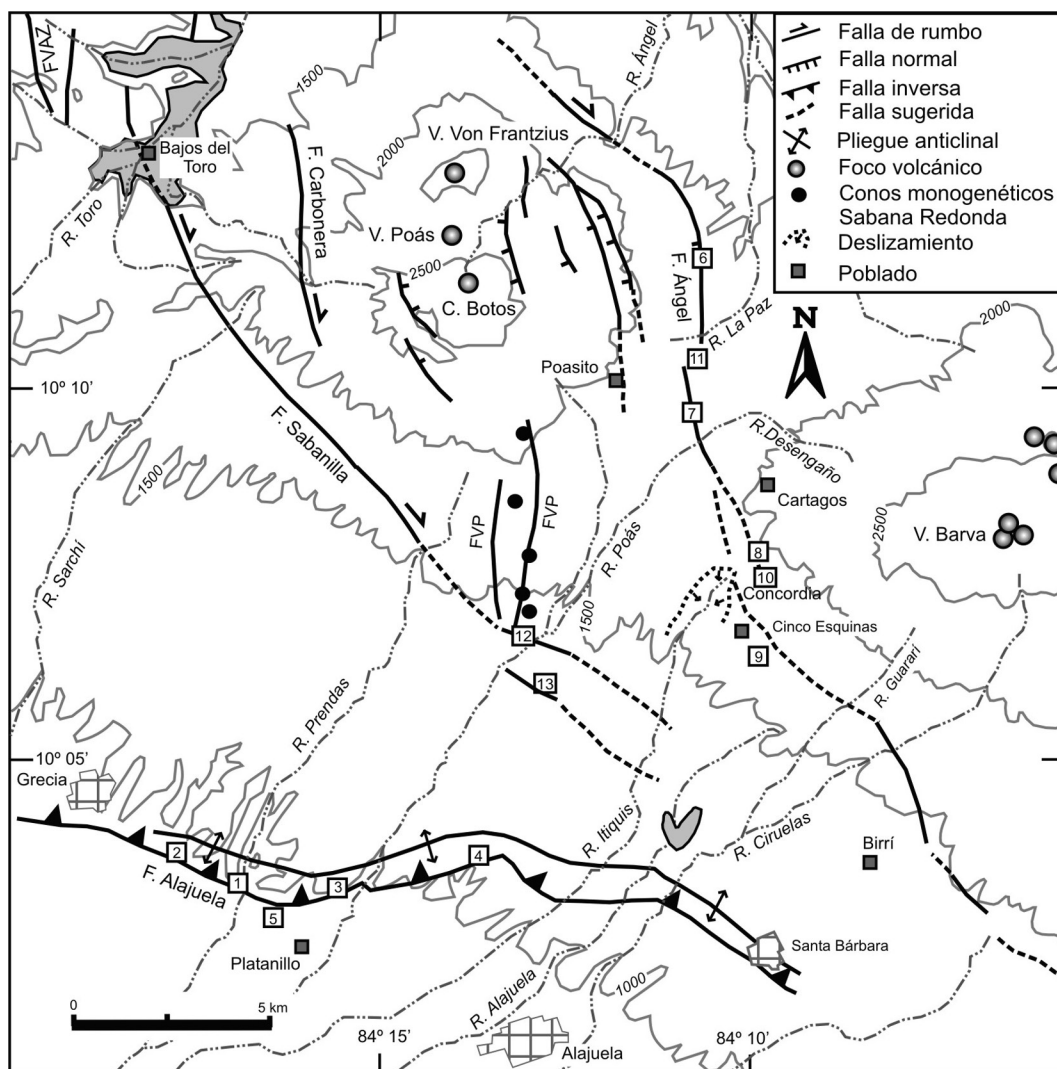 FVAZ
Bajos del
Toro
R. Toro
1500
2000
V. Von Frantzius
V. Poás
2500
C. Botos
F. Carbonera
R. Ángel
6
F. Ángel
R. La Paz
11
7
Poasito
Falla de rumbo
Falla normal
Falla inversa
Falla sugerida
Pliegue anticlinal
Foco volcánico
Conos monogenéticos
Sabana Redonda
Deslizamiento
Poblado
N
2000
10º 10'
F. Sabanilla
1500
R. Sarchí
FVP
FVP
R. Poás
R.Desengaño
Cartagos
2500
V. Barva
8
10
Concordia
Cinco Esquinas
9
1500
12
13
R. Prendas
R. Guararí
10º 05'
Grecia
2
1
3
4
5
F. Alajuela
Platanillo
R. Itiquis
R. Ciruelas
Birrí
Santa Bárbara
R. Alajuela
1000
0
5 km
84º 15'
Alajuela
84º 10'